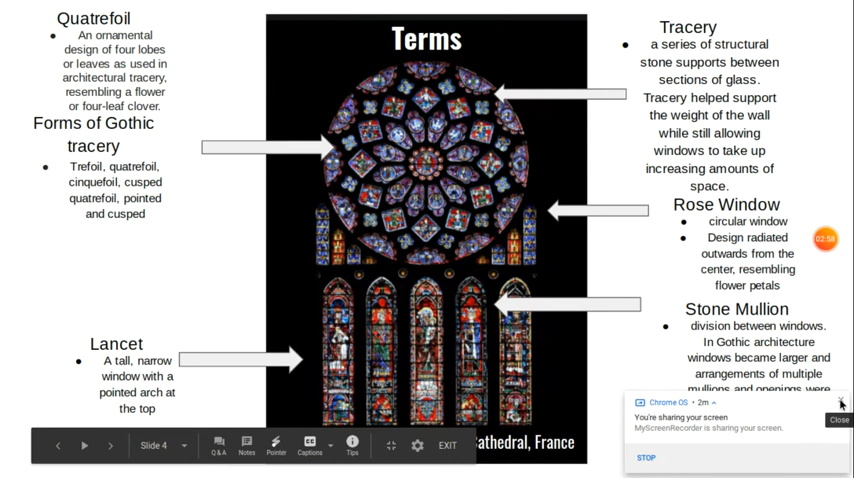 Quatrefoil
● An ornamental
design of four lobes
or leaves as used in
architectural tracery,
resembling a flower
or four-leaf clover.
Forms of Gothic
tracery
● Trefoil, quatrefoil,
cinquefoil, cusped
quatrefoil, pointed
and cusped
Lancet
● A tall, narrow
window with a
pointed arch at
the top
Terms
Cathedral, France
Tracery
● a series of structural
stone supports between
sections of glass.
Tracery helped support
the weight of the wall
while still allowing
windows to take up
increasing amounts of
space.
Rose Window
● circular window
● Design radiated
outwards from the
center, resembling
flower petals
02:58
Stone Mullion
● division between windows.
In Gothic architecture
windows became larger and
arrangements of multiple
mullions and openings were
Chrome OS • 2m
You're sharing your screen
MyScreenRecorder is sharing your screen.
STOP
Close
Slide 4
Q & A
Notes
Pointer
Captions
Tips
EXIT